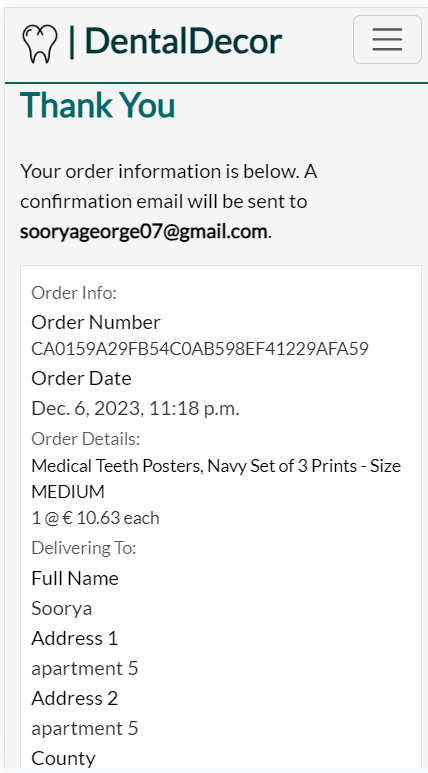 | DentalDecor
Thank You
Your order information is below. A
confirmation email will be sent to
sooryageorge07@gmail.com.
Order Info:
Order Number
CA0159A29FB54C0AB598EF41229AFA59
Order Date
Dec. 6, 2023, 11:18 p.m.
Order Details:
Medical Teeth Posters, Navy Set of 3 Prints - Size
MEDIUM
1 @ € 10.63 each
Delivering To:
Full Name
Soorya
Address 1
apartment 5
Address 2
apartment 5
County